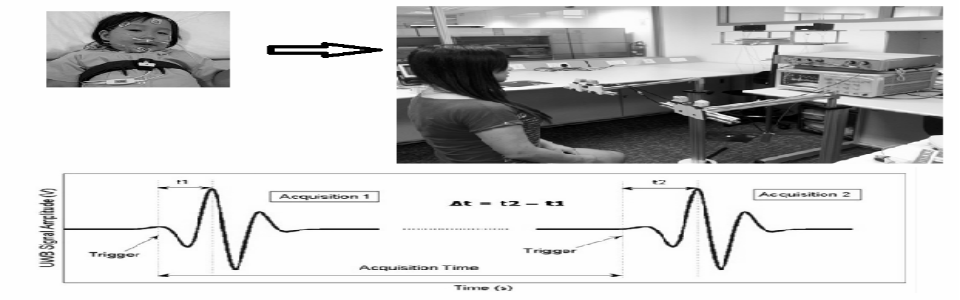 t1
Acquisition 1
Δt = t2 – t1
t2
Acquisition 2
UWB Signal Amplitude (V)
Trigger
Trigger
Acquisition Time
Time (s)